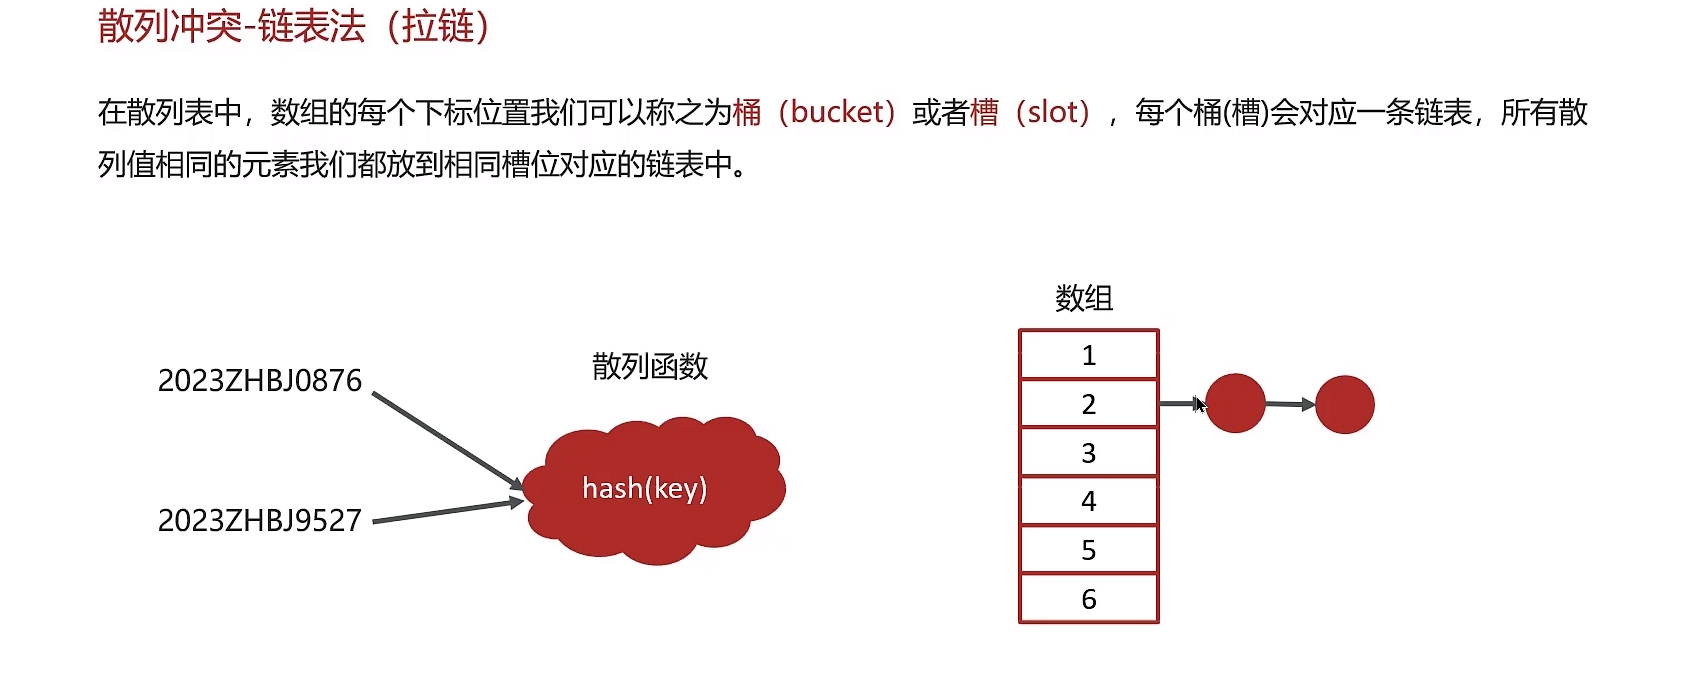 散列冲突-链表法（拉链）
在散列表中，数组的每个下标位置我们可以称之为桶（bucket）或者槽（slot），每个桶(槽)会对应一条链表，所有散
列值相同的元素我们都放到相同槽位对应的链表中。
数组
散列函数
2023ZHBJ0876
2023ZHBJ9527
hash(key)
1
2
3
4
5
6